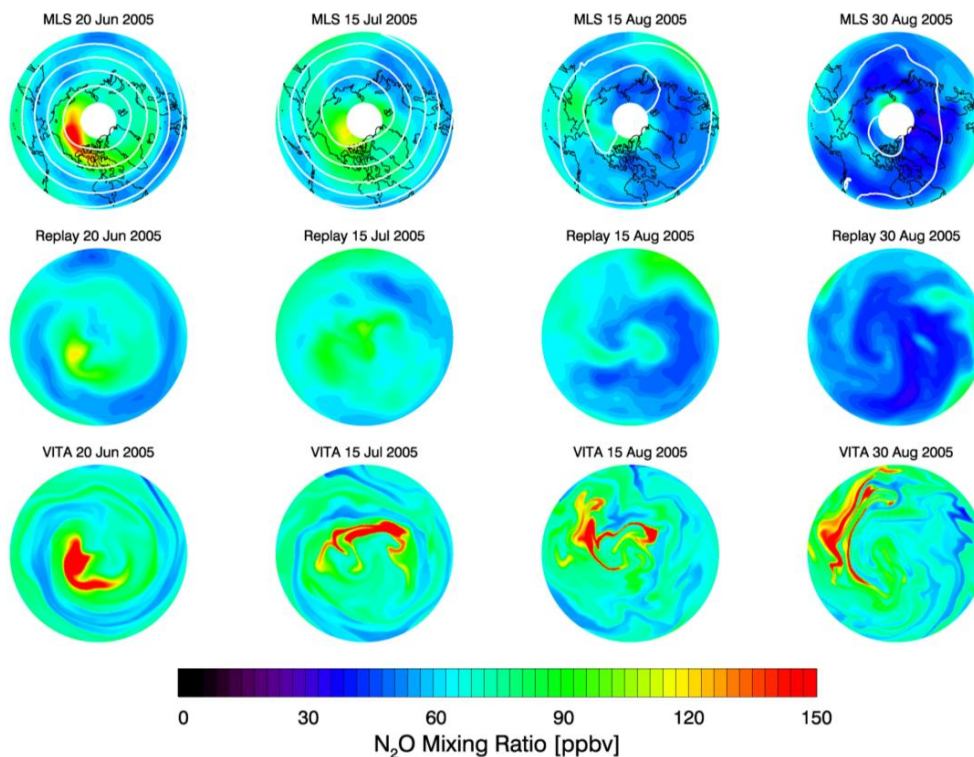 MLS 20 Jun 2005 MLS 15 Jul 2005 MLS 15 Aug 2005 MLS 30 Aug 2005
Replay 20 Jun 2005 Replay 15 Jul 2005 Replay 15 Aug 2005 Replay 30 Aug 2005
VITA 20 Jun 2005 VITA 15 Jul 2005 VITA 15 Aug 2005 VITA 30 Aug 2005
0 30 60 90 120 150
N₂O Mixing Ratio [ppbv]